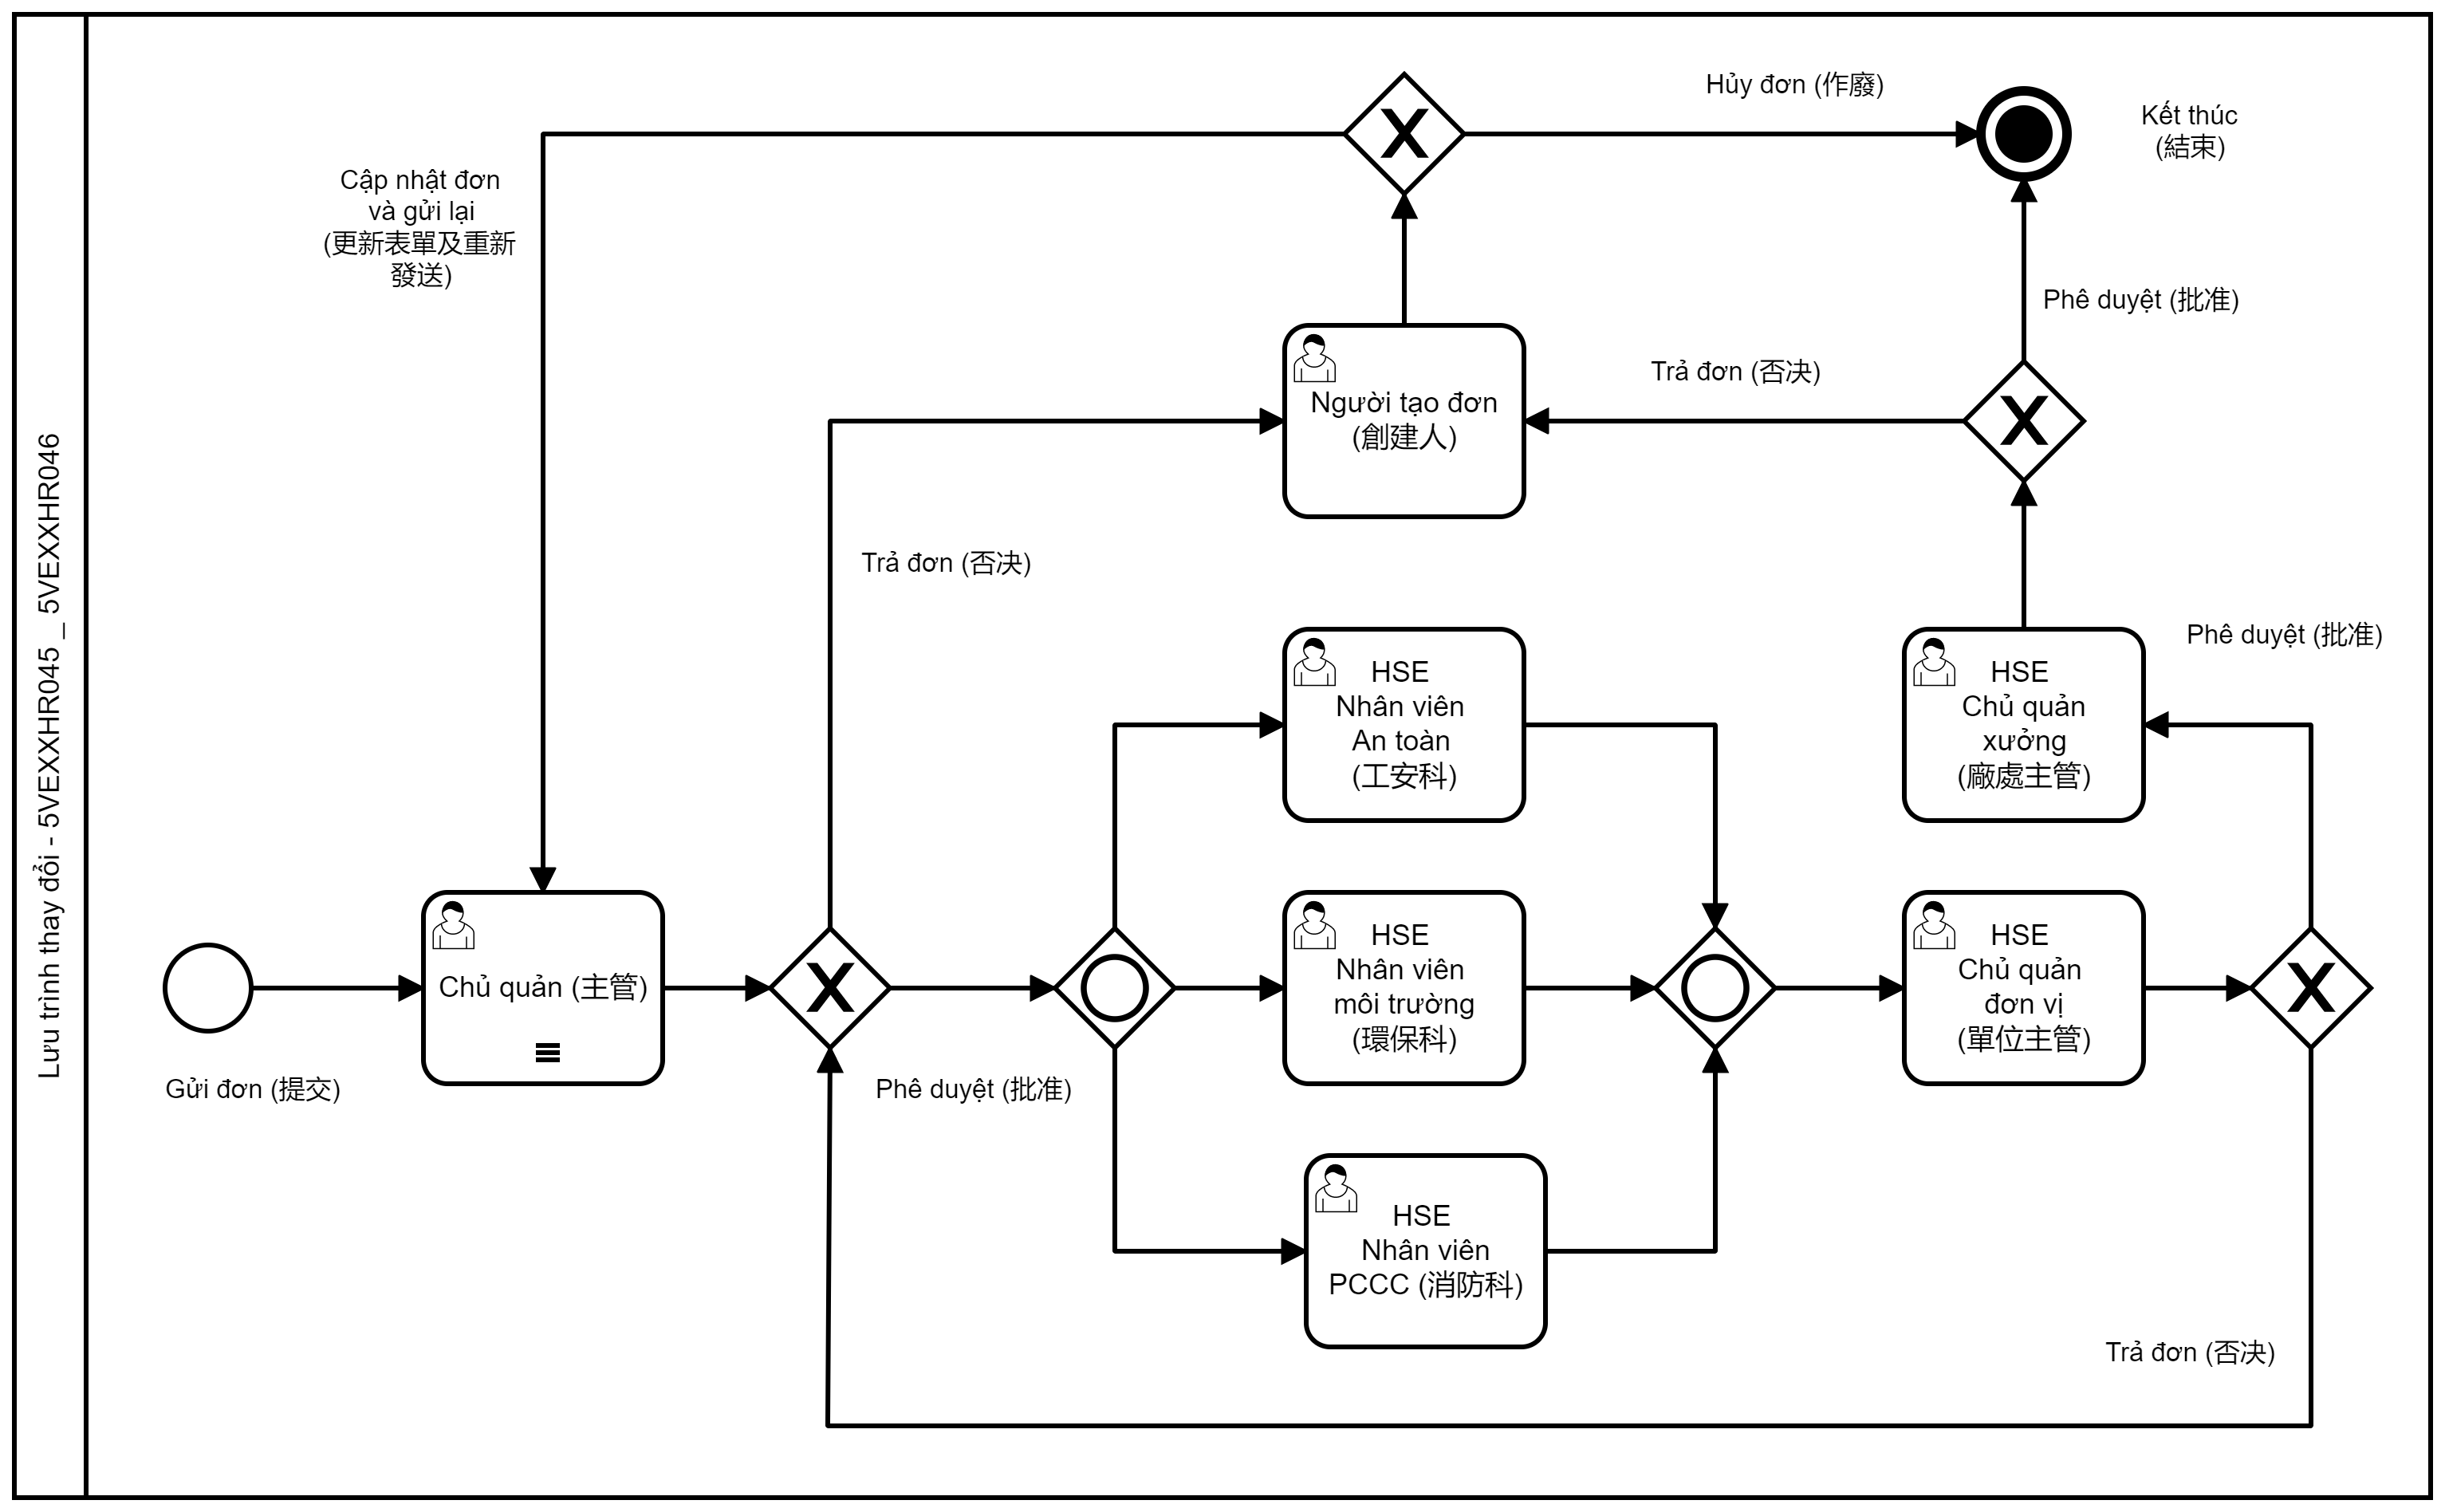 Lưu trình thay đổi - 5VEXXHR045 _ 5VEXXHR046
Hủy đơn (作廢)
Kết thúc
(結束)
Cập nhật đơn
và gửi lại
(更新表單及重新
發送)
Phê duyệt (批准)
Trả đơn (否决)
Người tạo đơn
(創建人)
Trả đơn (否决)
Phê duyệt (批准)
HSE
Nhân viên
An toàn
(工安科)
HSE
Chủ quản
xưởng
(廠處主管)
Chủ quản (主管)
HSE
Nhân viên
môi trường
(環保科)
HSE
Chủ quản
đơn vị
(單位主管)
Gửi đơn (提交)
Phê duyệt (批准)
HSE
Nhân viên
PCCC (消防科)
Trả đơn (否决)